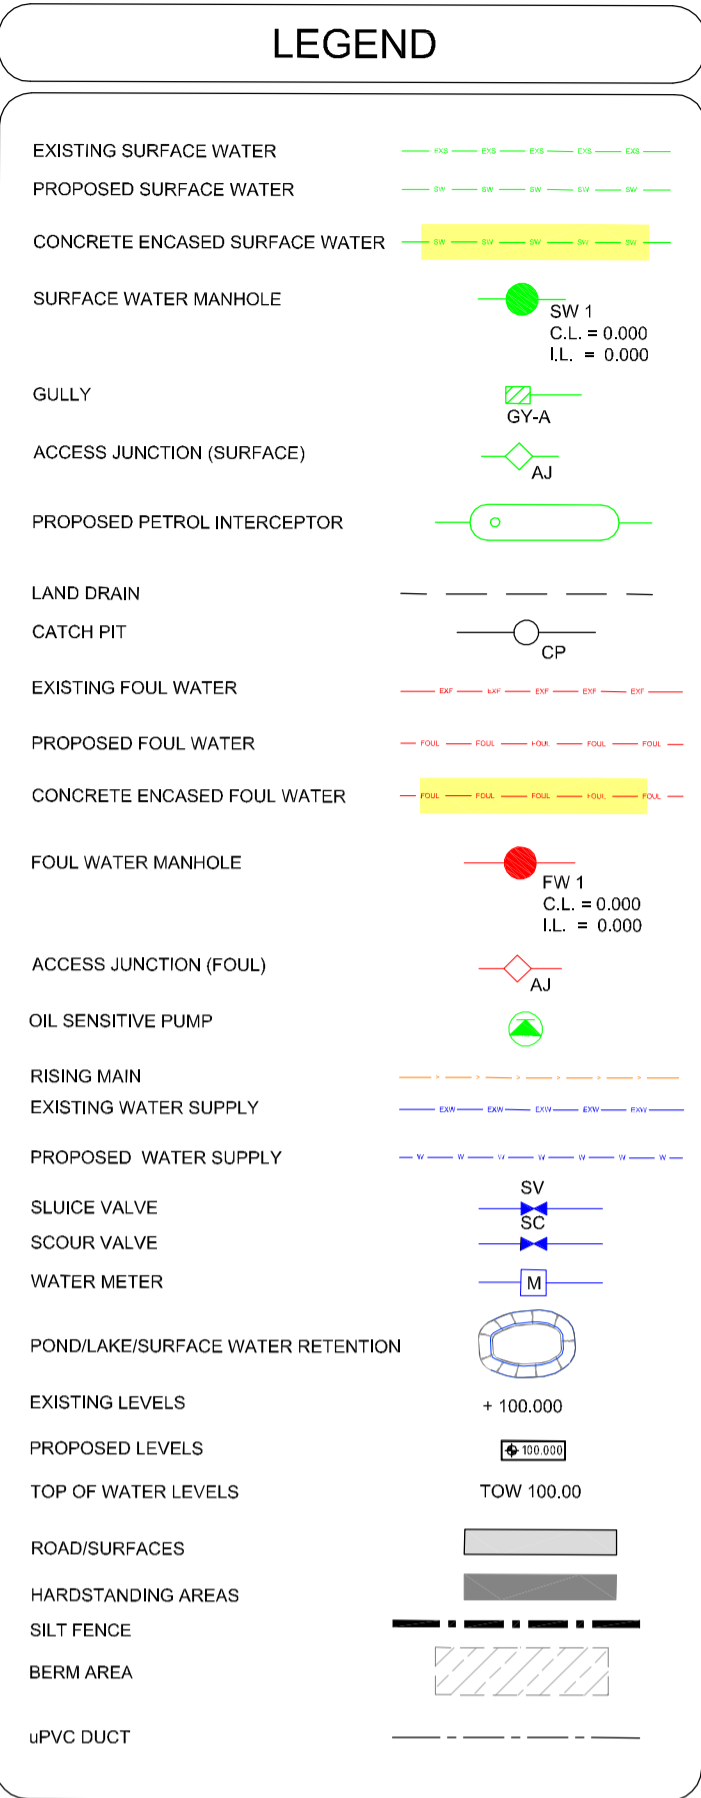 LEGEND
EXISTING SURFACE WATER EXS EXS EXS EXS EXS
PROPOSED SURFACE WATER SW SW SW SW SW
CONCRETE ENCASED SURFACE WATER SW SW SW SW SW
SURFACE WATER MANHOLE
SW 1
C.L. = 0.000
I.L. = 0.000
GULLY
GY-A
ACCESS JUNCTION (SURFACE)
AJ
PROPOSED PETROL INTERCEPTOR
LAND DRAIN
CATCH PIT
CP
EXISTING FOUL WATER EXF EXF EXF EXF EXF
PROPOSED FOUL WATER FOUL FOUL FOUL FOUL FOUL
CONCRETE ENCASED FOUL WATER FOUL FOUL FOUL FOUL FOUL
FOUL WATER MANHOLE
FW 1
C.L. = 0.000
I.L. = 0.000
ACCESS JUNCTION (FOUL)
AJ
OIL SENSITIVE PUMP
RISING MAIN
EXISTING WATER SUPPLY EXW EXW EXW EXW EXW
PROPOSED WATER SUPPLY W W W W W W W
SV
SLUICE VALVE
SC
SCOUR VALVE
WATER METER M
POND/LAKE/SURFACE WATER RETENTION
EXISTING LEVELS + 100.000
PROPOSED LEVELS 100.000
TOP OF WATER LEVELS TOW 100.00
ROAD/SURFACES
HARDSTANDING AREAS
SILT FENCE
BERM AREA
uPVC DUCT